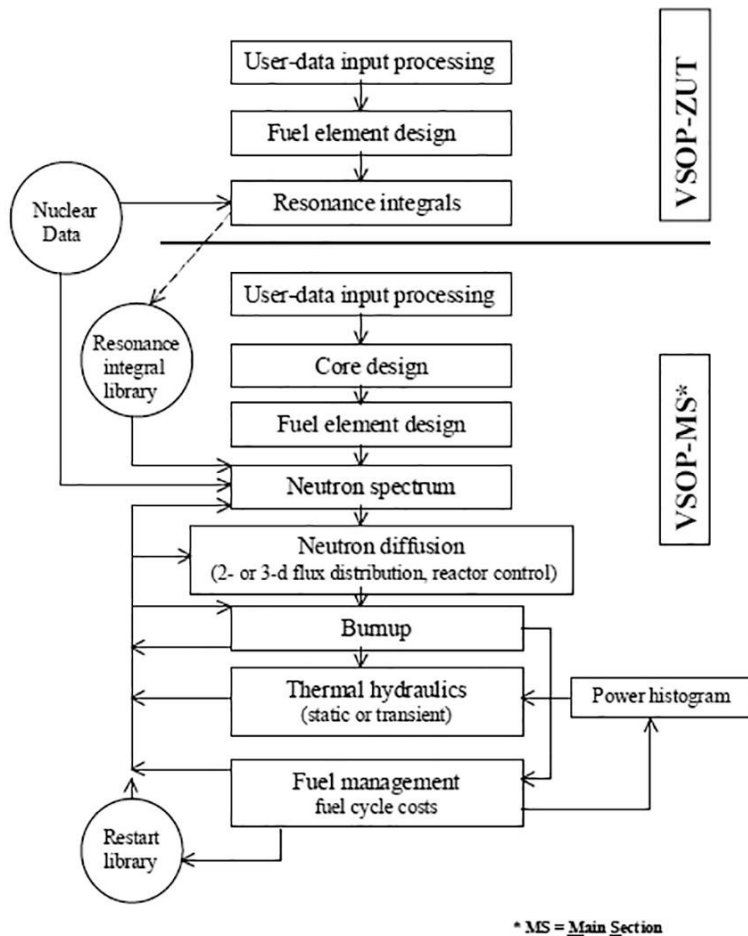 User-data input processing
VSOP-ZUT
Fuel element design
Nuclear
Data
Resonance integrals
User-data input processing
Resonance
integral
library
Core design
VSOP-MS*
Fuel element design
Neutron spectrum
Neutron diffusion
(2- or 3-d flux distribution, reactor control)
Burnup
Thermal hydraulics
(static or transient)
Power histogram
Fuel management
fuel cycle costs
Restart
library
* MS = Main Section